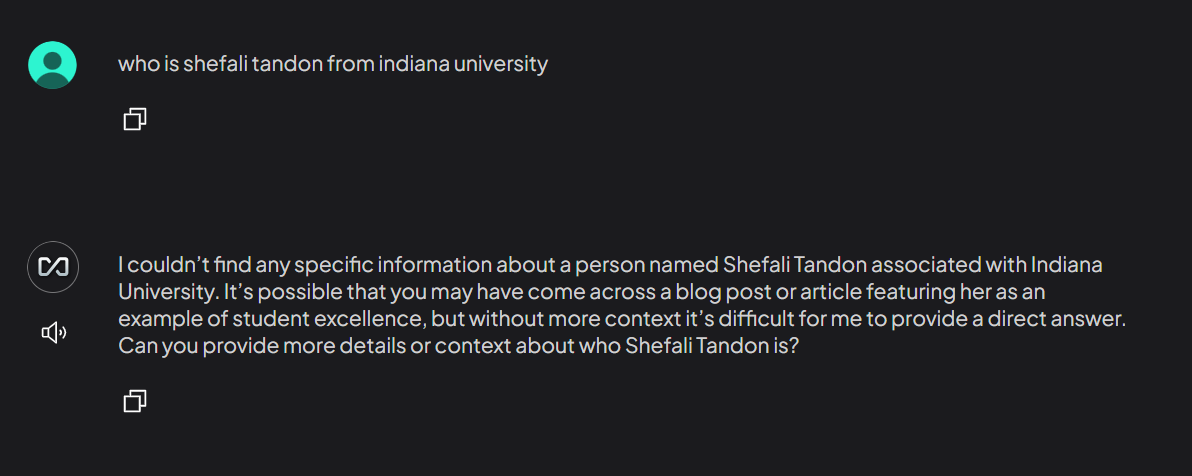 who is shefali tandon from indiana university
I couldn’t find any specific information about a person named Shefali Tandon associated with Indiana
University. It’s possible that you may have come across a blog post or article featuring her as an
example of student excellence, but without more context it’s difficult for me to provide a direct answer.
Can you provide more details or context about who Shefali Tandon is?